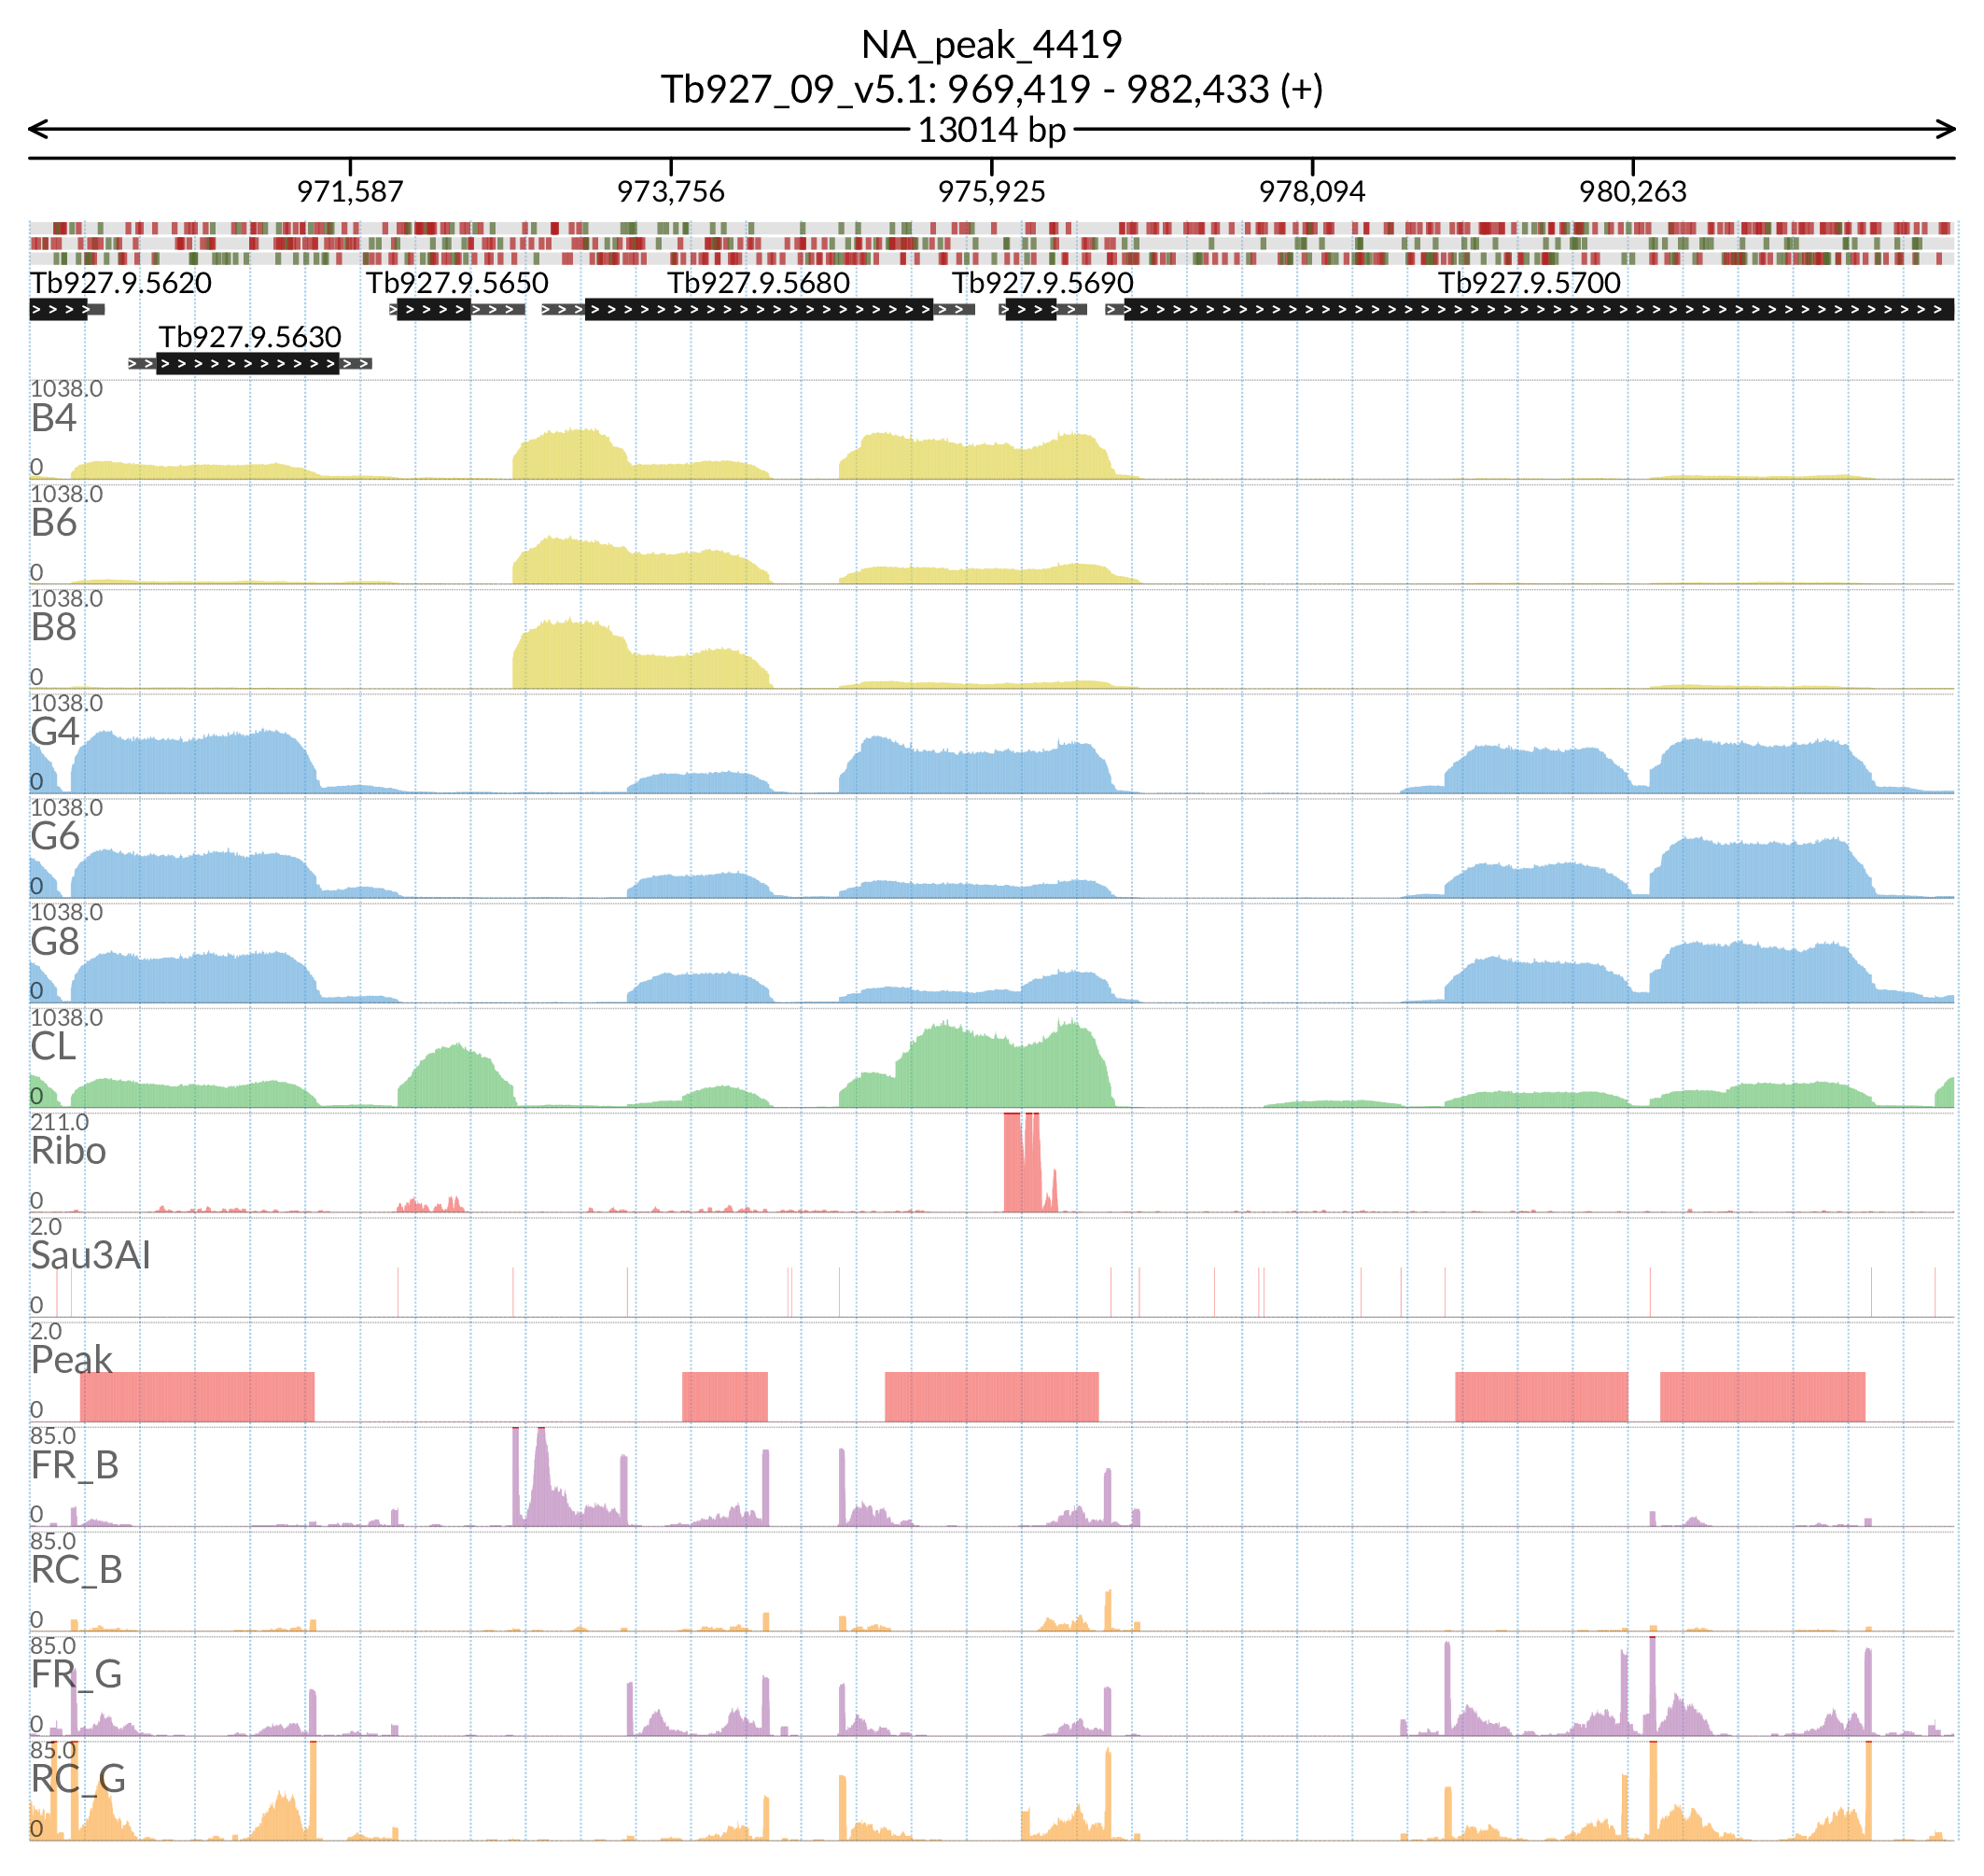 NA_peak_4419
Tb927_09_v5.1: 969,419 - 982,433 (+)
13014 bp
971,587 973,756 975,925 978,094 980,263
Tb927.9.5620 Tb927.9.5650 Tb927.9.5680 Tb927.9.5690 Tb927.9.5700
Tb927.9.5630
1038.0
B4
0
1038.0
B6
0
1038.0
B8
0
1038.0
G4
0
1038.0
G6
0
1038.0
G8
0
1038.0
CL
0
211.0
Ribo
0
2.0
Sau3AI
0
2.0
Peak
0
85.0
FR_B
0
85.0
RC_B
0
85.0
FR_G
0
85.0
RC_G
0